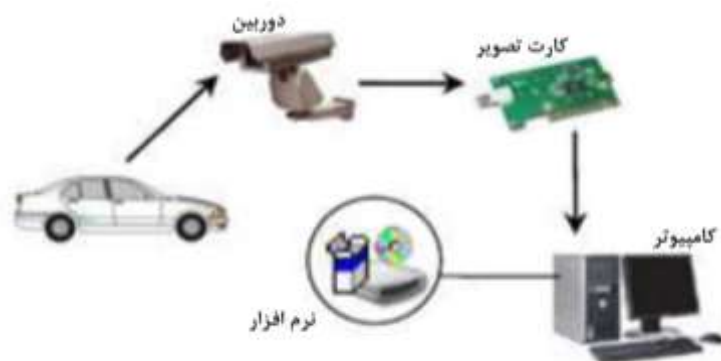 دوربین
کارت تصویر
کامپیوتر
نرم افزار